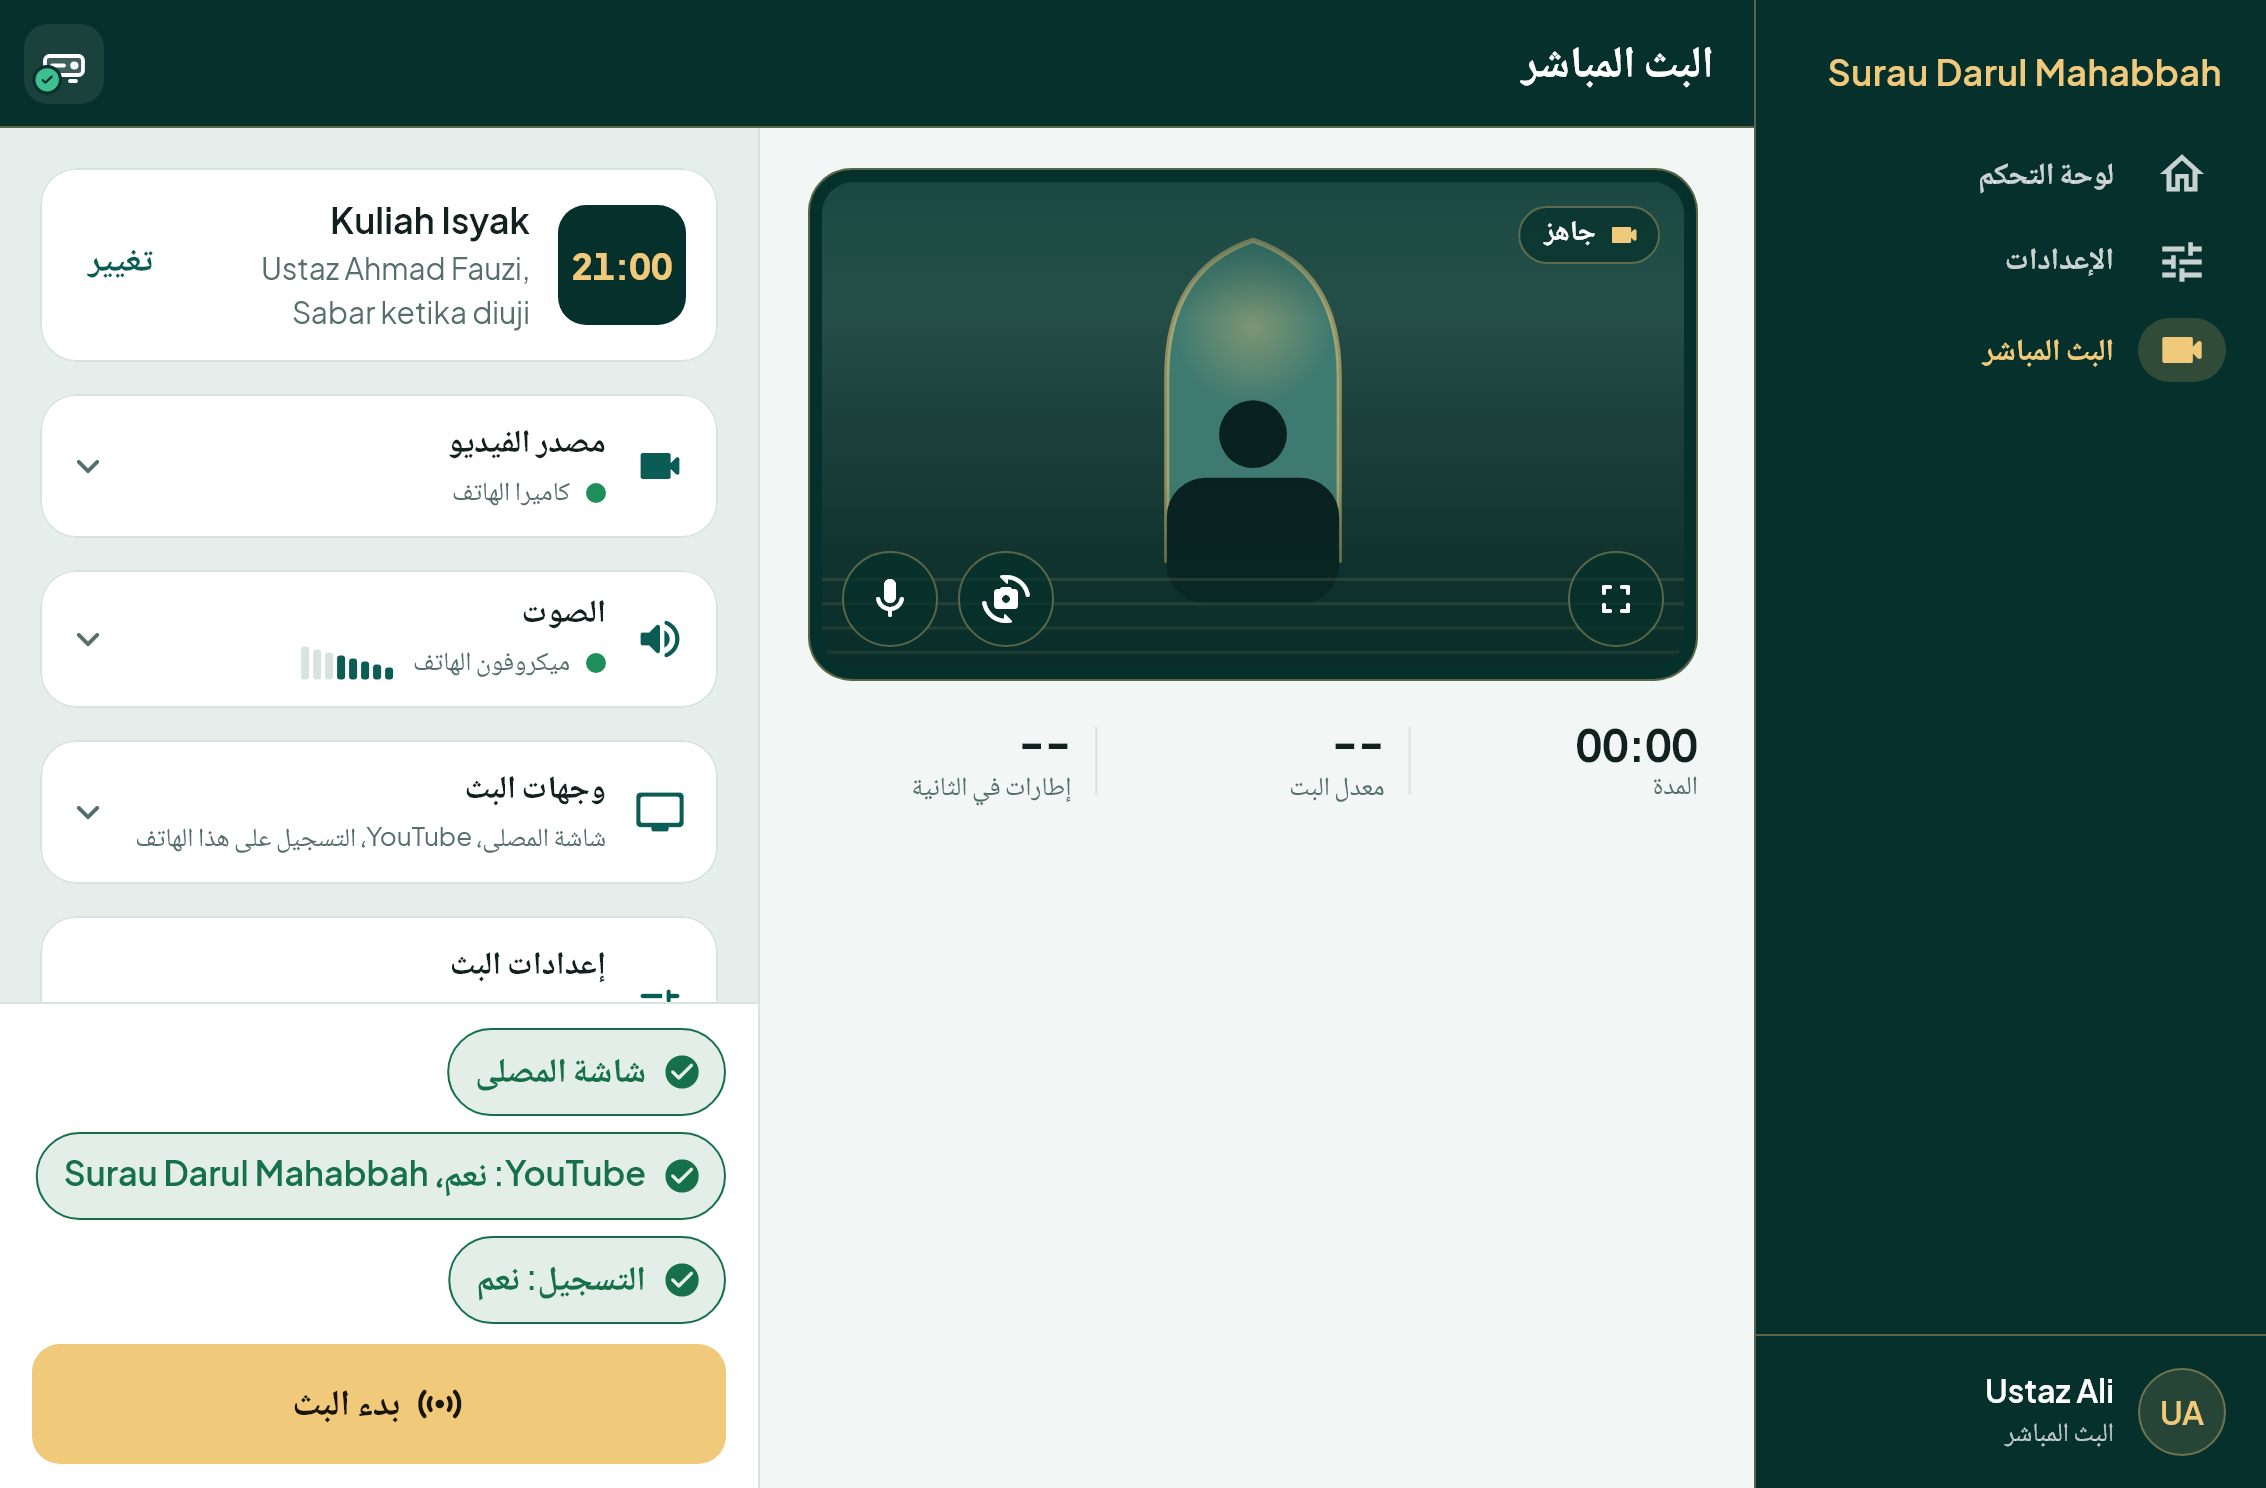 Surau Darul Mahabbah
لوحة التحكم
الإعدادات
البث المباشر
Ustaz Ali
البث المباشر
UA
البث المباشر
جاهز
00:00
المدة
--
معدل البث
--
إطارات في الثانية
21:00
Kuliah Isyak
Ustaz Ahmad Fauzi,
Sabar ketika diuji
تغيير
مصدر الفيديو
كاميرا الهاتف
الصوت
ميكروفون الهاتف
وجهات البث
شاشة المصلى، YouTube، التسجيل على هذا الهاتف
إعدادات البث
شاشة المصلى
YouTube: نعم، Surau Darul Mahabbah
التسجيل: نعم
بدء البث